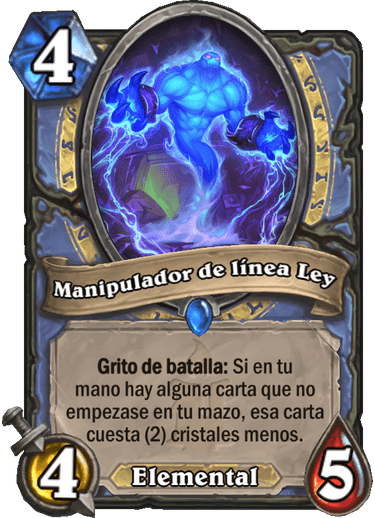 4
Manipulador de línea Ley
Grito de batalla: Si en tu
mano hay alguna carta que no
empezase en tu mazo, esa carta
cuesta (2) cristales menos.
4
Elemental
5